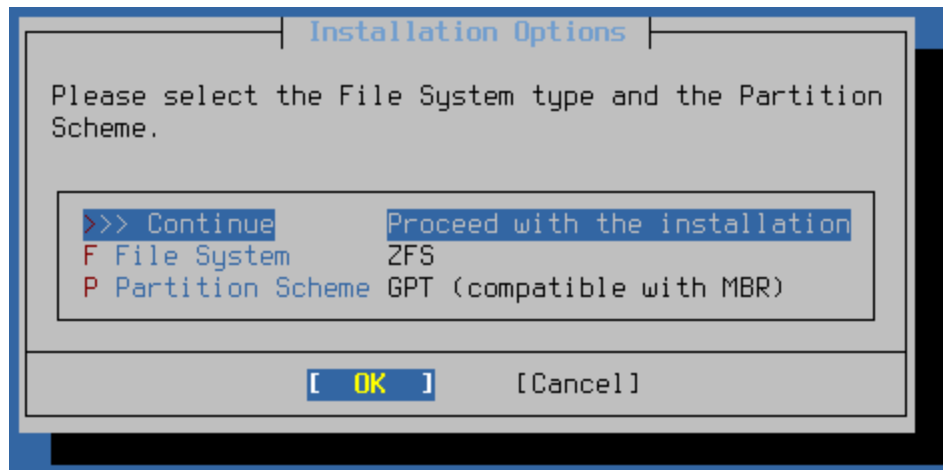 Installation Options
Please select the File System type and the Partition
Scheme.
>>> Continue Proceed with the installation
F File System ZFS
P Partition Scheme GPT (compatible with MBR)
[ OK ] [Cancel]